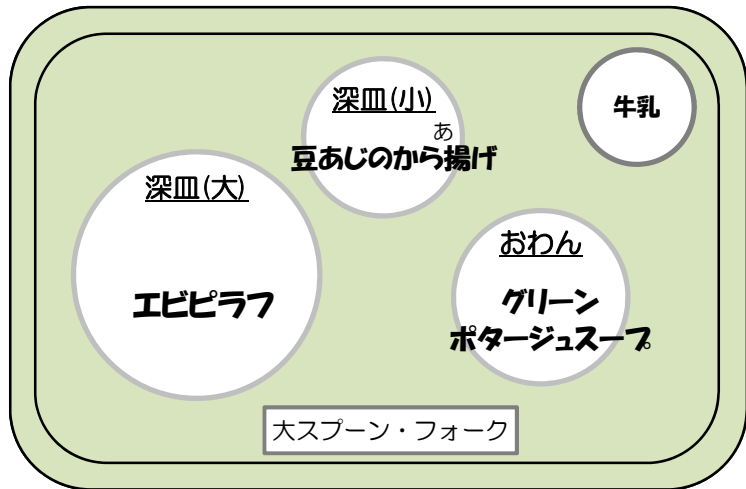 深皿(小)
あ
豆あじのから揚げ
牛乳
深皿(大)
エビピラフ
おわん
グリーン
ポタージュスープ
大スプーン・フォーク